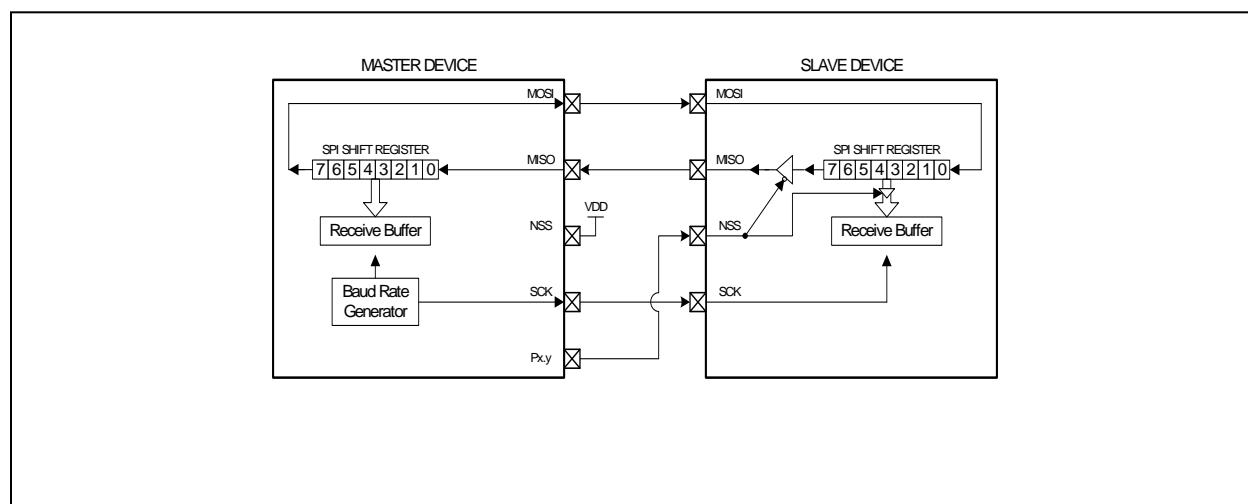 MASTER DEVICE
SLAVE DEVICE
MOSI
MOSI
SPI SHIFT REGISTER
MISO
MISO
SPI SHIFT REGISTER
7 6 5 4 3 2 1 0
7 6 5 4 3 2 1 0
VDD
Receive Buffer
NSS
NSS
Receive Buffer
Baud Rate
Generator
SCK
SCK
Px.y